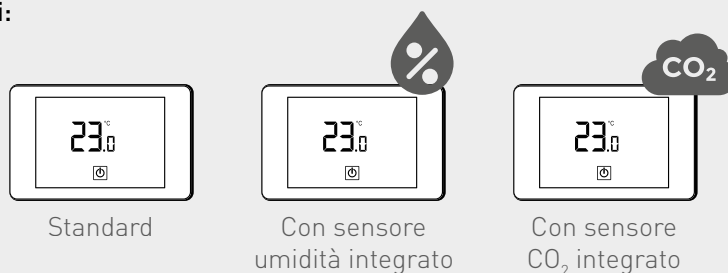 i:
%
CO₂
23.0 °C
23.0 °C
23.0 °C
Standard
Con sensore
umidità integrato
Con sensore
CO₂ integrato